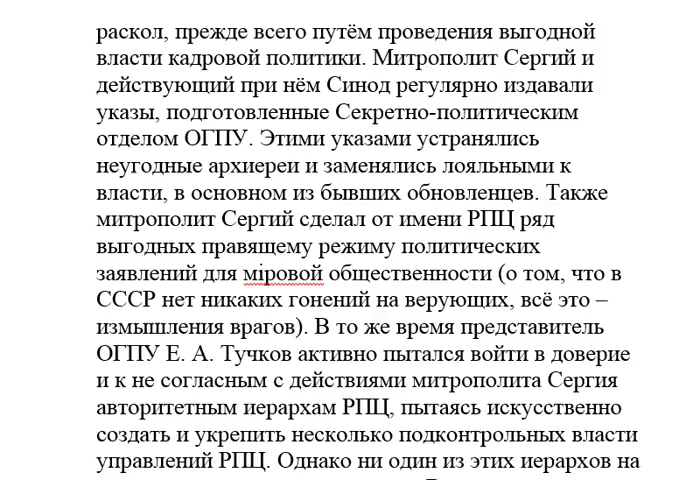 раскол, прежде всего путём проведения выгодной
власти кадровой политики. Митрополит Сергий и
действующий при нём Синод регулярно издавали
указы, подготовленные Секретно-политическим
отделом ОГПУ. Этими указами устранялись
неугодные архиереи и заменялись лояльными к
власти, в основном из бывших обновленцев. Также
митрополит Сергий сделал от имени РПЦ ряд
выгодных правящему режиму политических
заявлений для мiровой общественности (о том, что в
СССР нет никаких гонений на верующих, всё это –
измышления врагов). В то же время представитель
ОГПУ Е. А. Тучков активно пытался войти в доверие
и к не согласным с действиями митрополита Сергия
авторитетным иерархам РПЦ, пытаясь искусственно
создать и укрепить несколько подконтрольных власти
управлений РПЦ. Однако ни один из этих иерархов на